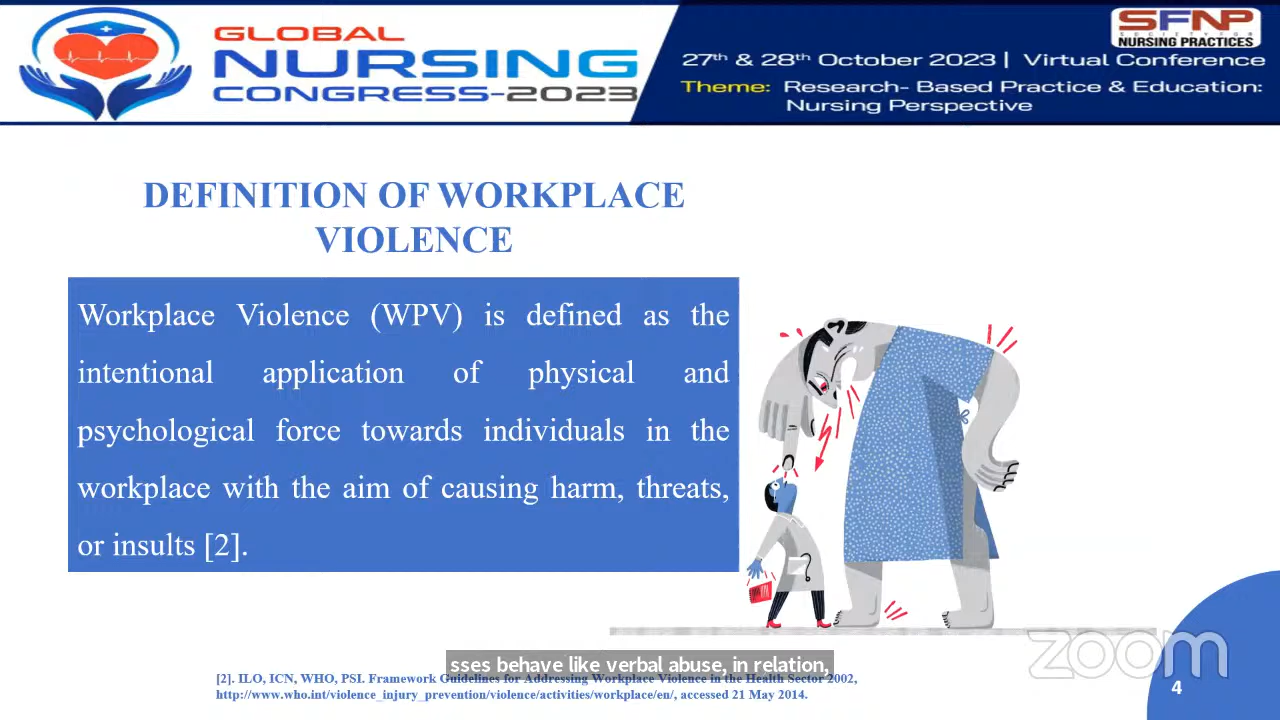 GLOBAL
NURSING
CONGRESS-2023
SFNP
SOCIETY FOR
NURSING PRACTICES
27th & 28th October 2023 | Virtual Conference
Theme: Research- Based Practice & Education:
Nursing Perspective
DEFINITION OF WORKPLACE
VIOLENCE
Workplace Violence (WPV) is defined as the
intentional application of physical and
psychological force towards individuals in the
workplace with the aim of causing harm, threats,
or insults [2].
sses behave like verbal abuse, in relation,
[2]. ILO, ICN, WHO, PSI. Framework Guidelines for Addressing Workplace Violence in the Health Sector 2002,
http://www.who.int/violence_injury_prevention/violence/activities/workplace/en/, accessed 21 May 2014.
zoom
4